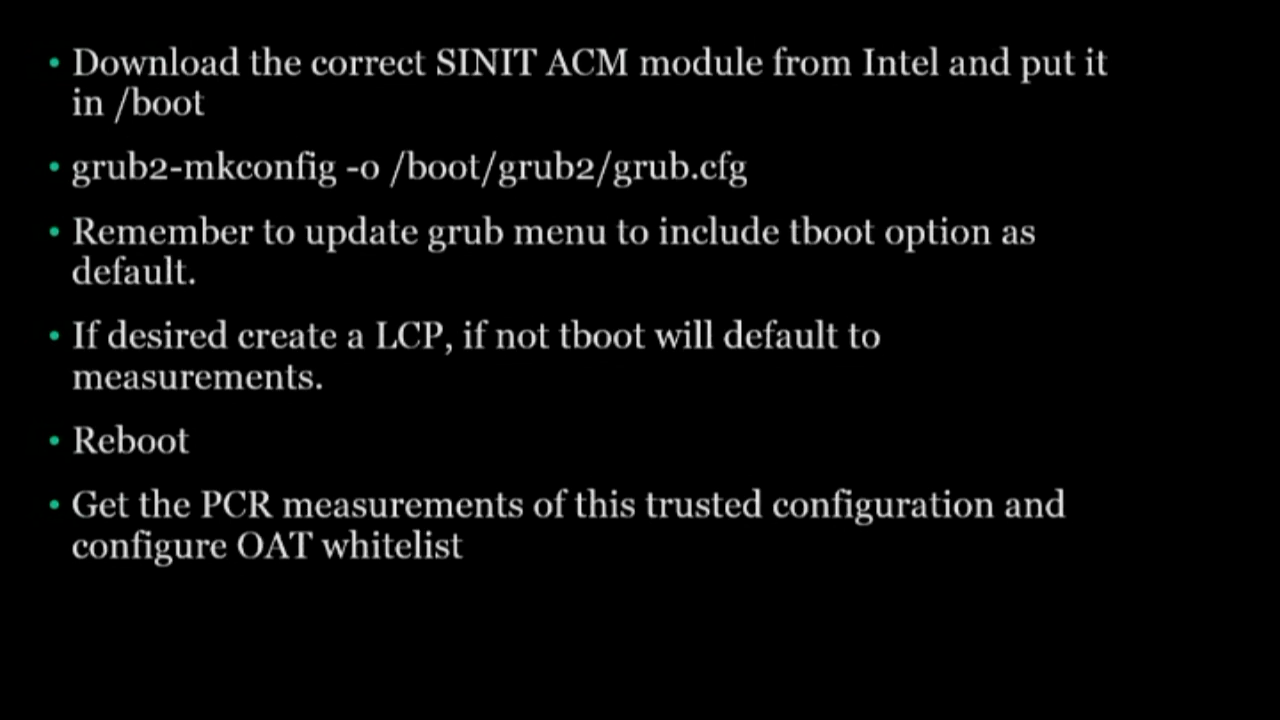 • Download the correct SINIT ACM module from Intel and put it
in /boot
• grub2-mkconfig -o /boot/grub2/grub.cfg
• Remember to update grub menu to include tboot option as
default.
• If desired create a LCP, if not tboot will default to
measurements.
• Reboot
• Get the PCR measurements of this trusted configuration and
configure OAT whitelist